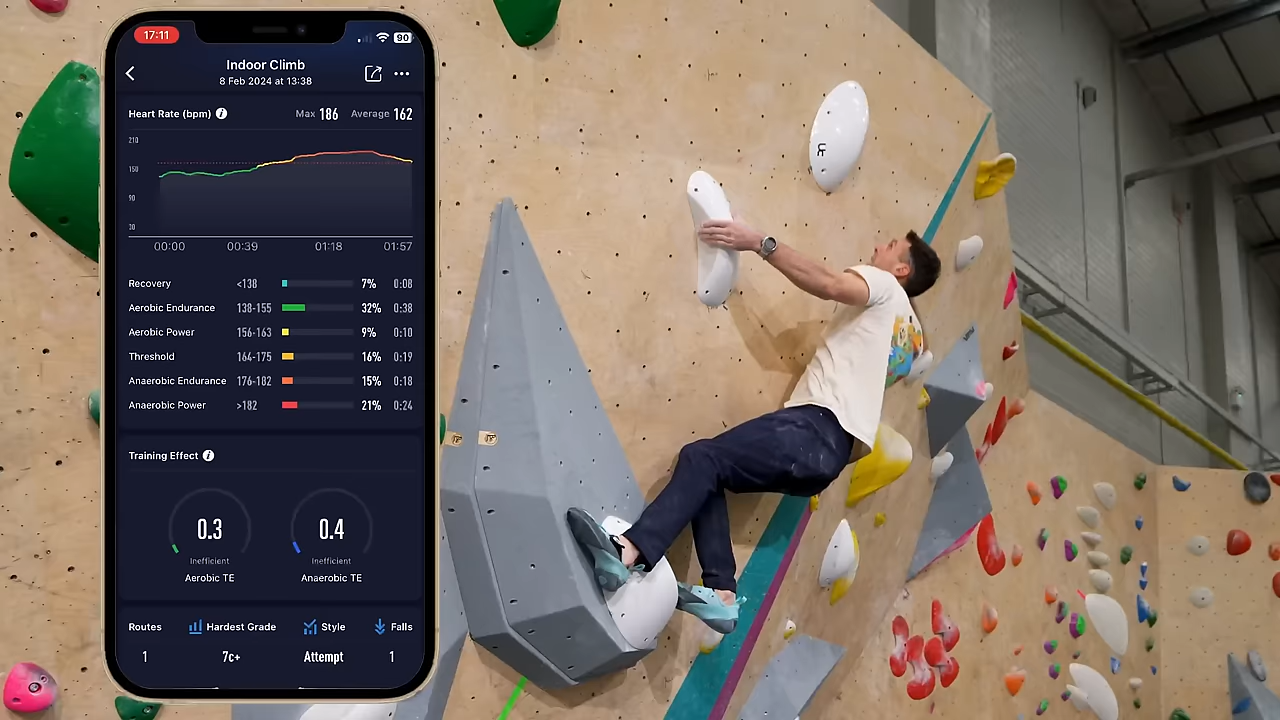 17:11
90
Indoor Climb
8 Feb 2024 at 13:38
Heart Rate (bpm) Max 186 Average 162
210
150
90
30
00:00 00:39 01:18 01:57
Recovery <138 7% 0:08
Aerobic Endurance 138-155 32% 0:38
Aerobic Power 156-163 9% 0:10
Threshold 164-175 16% 0:19
Anaerobic Endurance 176-182 15% 0:18
Anaerobic Power >182 21% 0:24
Training Effect
0.3 0.4
Inefficient Inefficient
Aerobic TE Anaerobic TE
Routes Hardest Grade Style Falls
1 7c+ Attempt 1